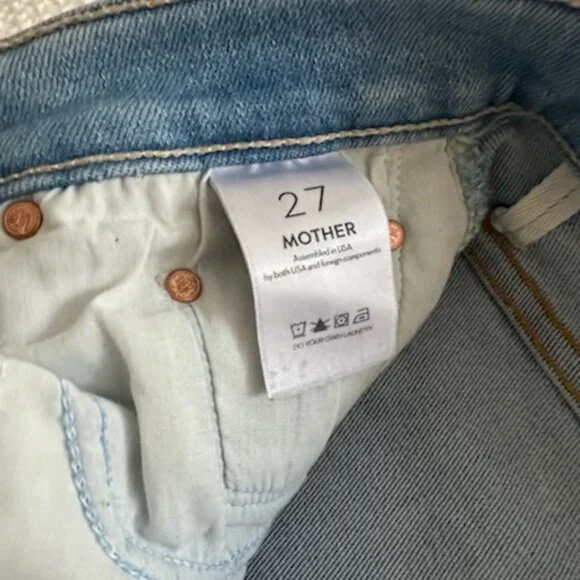 27
MOTHER
Assembled in USA
by both USA and foreign components
DO YOUR OWN LAUNDRY